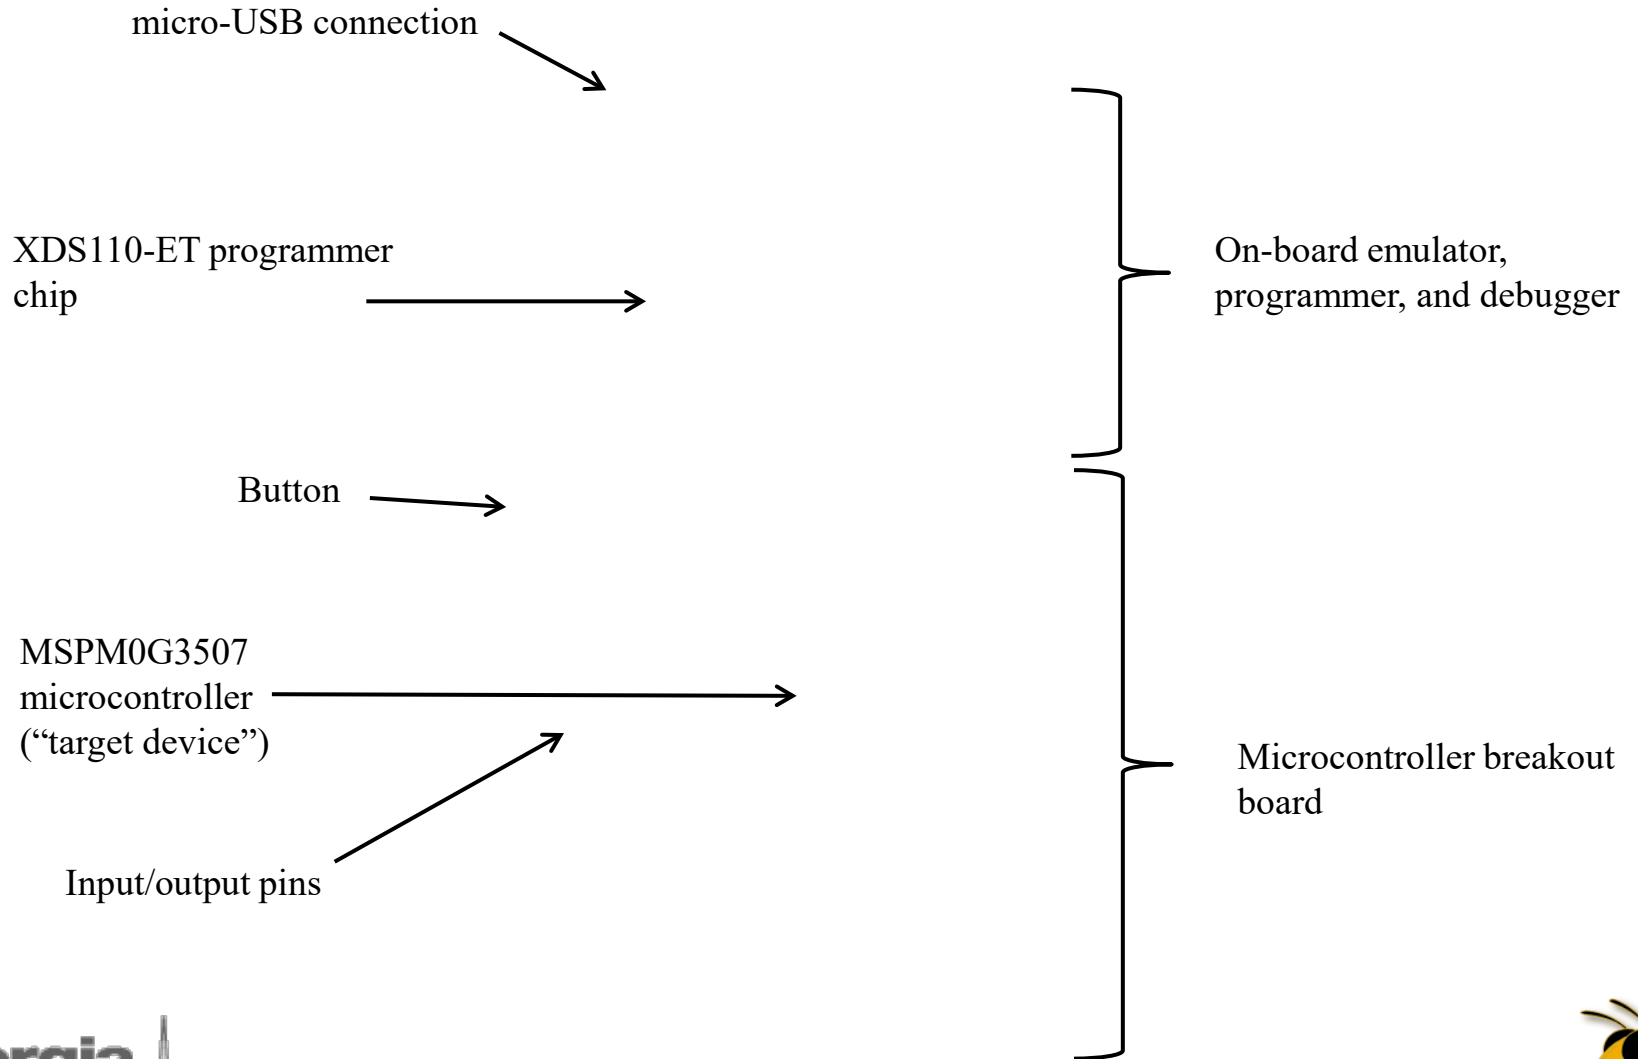 micro-USB connection
XDS110-ET programmer
chip
On-board emulator,
programmer, and debugger
Button
MSPM0G3507
microcontroller
(“target device”)
Microcontroller breakout
board
Input/output pins